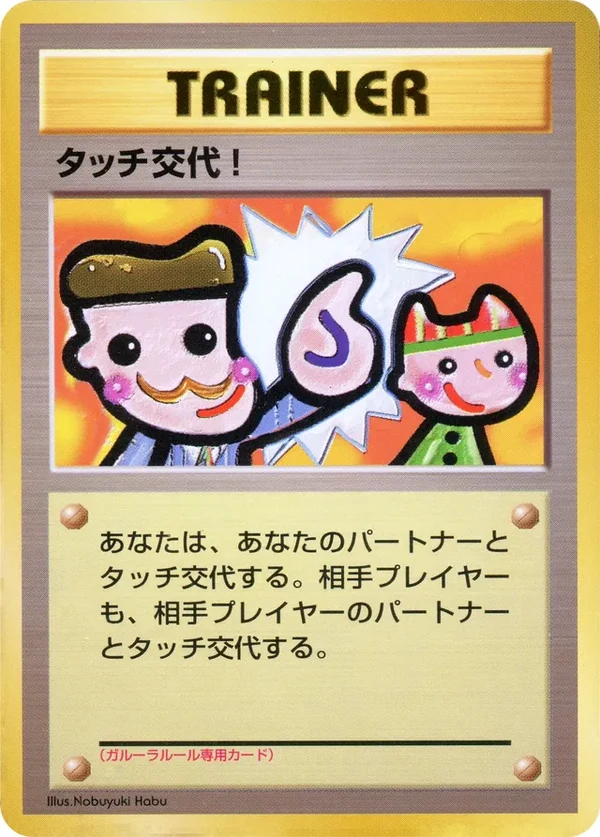 TRAINER
タッチ交代！
あなたは、あなたのパートナーと
タッチ交代する。相手プレイヤー
も、相手プレイヤーのパートナー
とタッチ交代する。
（ガルーラルール専用カード）
Illus.Nobuyuki Habu